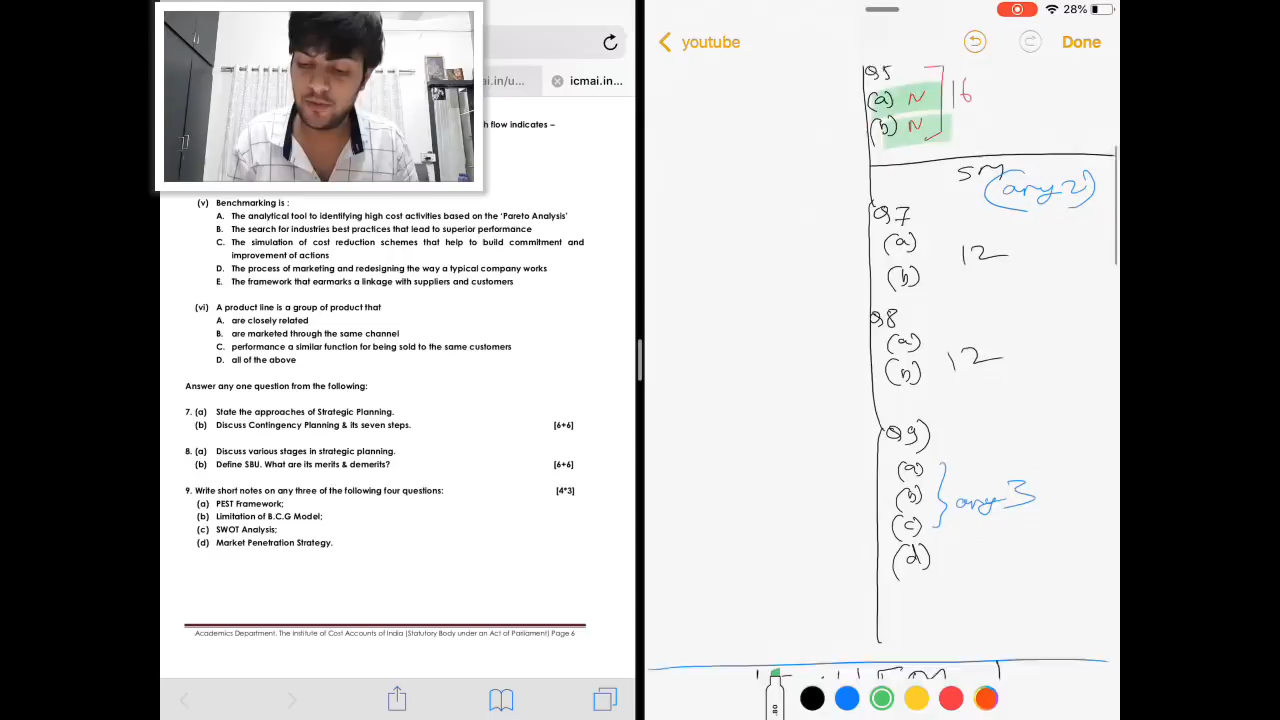 icmai.in/u...
icmai.in...
h flow indicates –
(v) Benchmarking is :
A. The analytical tool to identifying high cost activities based on the ‘Pareto Analysis’
B. The search for industries best practices that lead to superior performance
C. The simulation of cost reduction schemes that help to build commitment and
improvement of actions
D. The process of marketing and redesigning the way a typical company works
E. The framework that earmarks a linkage with suppliers and customers
(vi) A product line is a group of product that
A. are closely related
B. are marketed through the same channel
C. performance a similar function for being sold to the same customers
D. all of the above
Answer any one question from the following:
7. (a) State the approaches of Strategic Planning.
(b) Discuss Contingency Planning & its seven steps. [6+6]
8. (a) Discuss various stages in strategic planning.
(b) Define SBU. What are its merits & demerits? [6+6]
9. Write short notes on any three of the following four questions: [4*3]
(a) PEST Framework;
(b) Limitation of B.C.G Model;
(c) SWOT Analysis;
(d) Market Penetration Strategy.
Academics Department. The Institute of Cost Accounts of India (Statutory Body under an Act of Parliament) Page 6
28%
youtube
Done
Q5
(a) N
(b) N
16
SM
(any 2)
Q7
(a)
(b)
12
Q8
(a)
(b)
12
Q9)
(a)
(b)
(c)
any 3
(d)
80